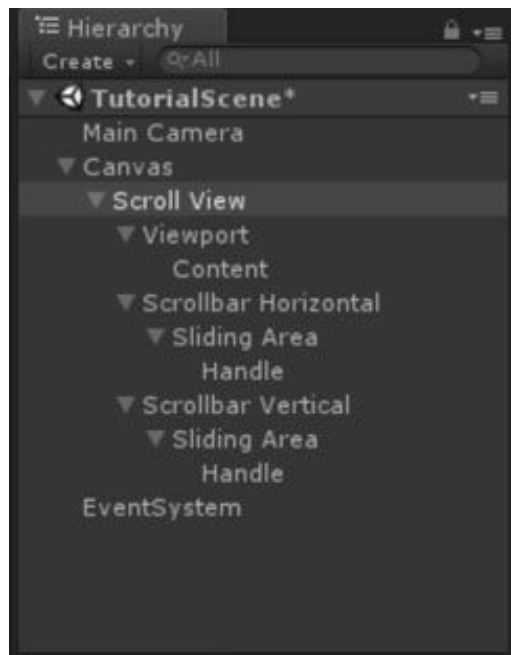 Hierarchy
Create All
TutorialScene*
Main Camera
Canvas
Scroll View
Viewport
Content
Scrollbar Horizontal
Sliding Area
Handle
Scrollbar Vertical
Sliding Area
Handle
EventSystem